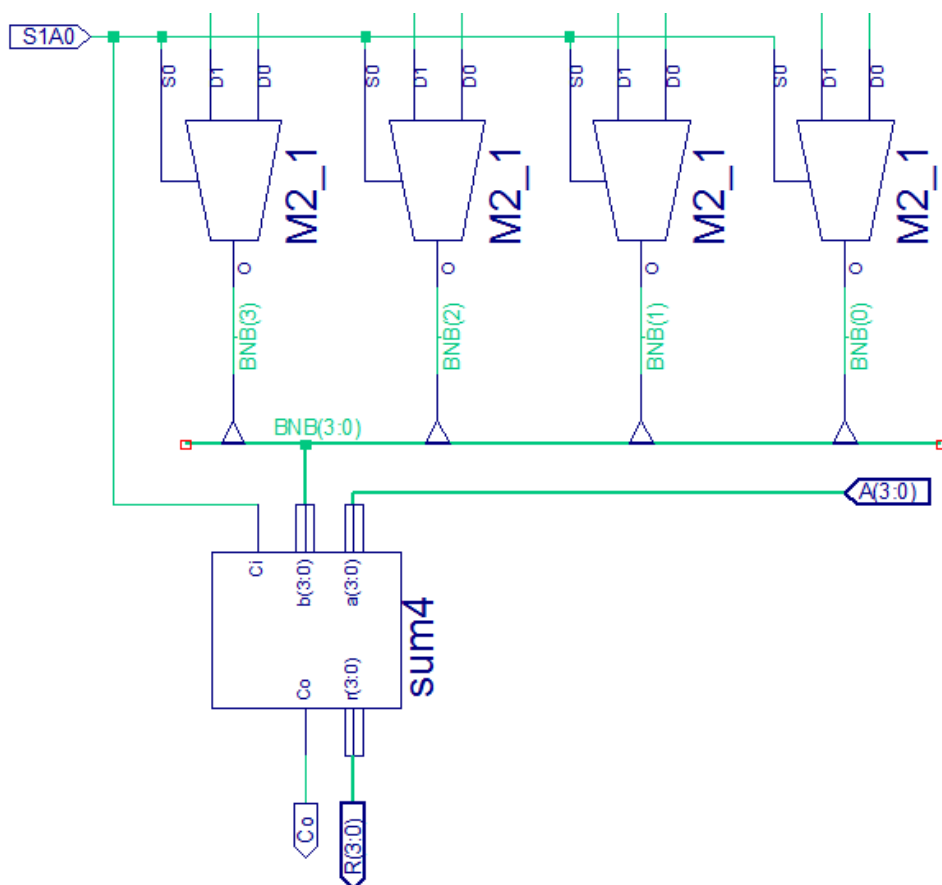 S1A0
S0
D1
D0
M2_1
S0
D1
D0
M2_1
S0
D1
D0
M2_1
S0
D1
D0
M2_1
O
O
O
O
BNB(3)
BNB(2)
BNB(1)
BNB(0)
BNB(3:0)
A(3:0)
Ci
b(3:0)
a(3:0)
sum4
Co
r(3:0)
Co
R(3:0)